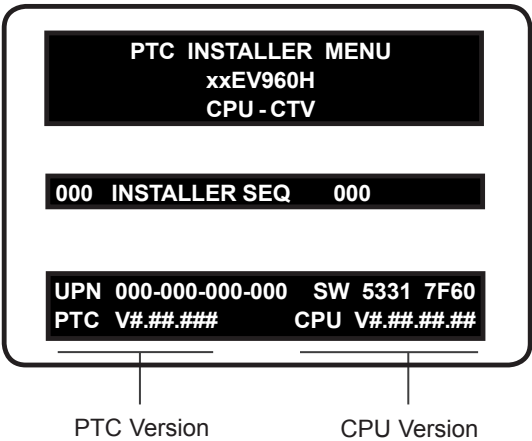 PTC INSTALLER MENU
xxEV960H
CPU - CTV
000 INSTALLER SEQ 000
UPN 000-000-000-000 SW 5331 7F60
PTC V#.##.### CPU V#.##.##.##
PTC Version CPU Version